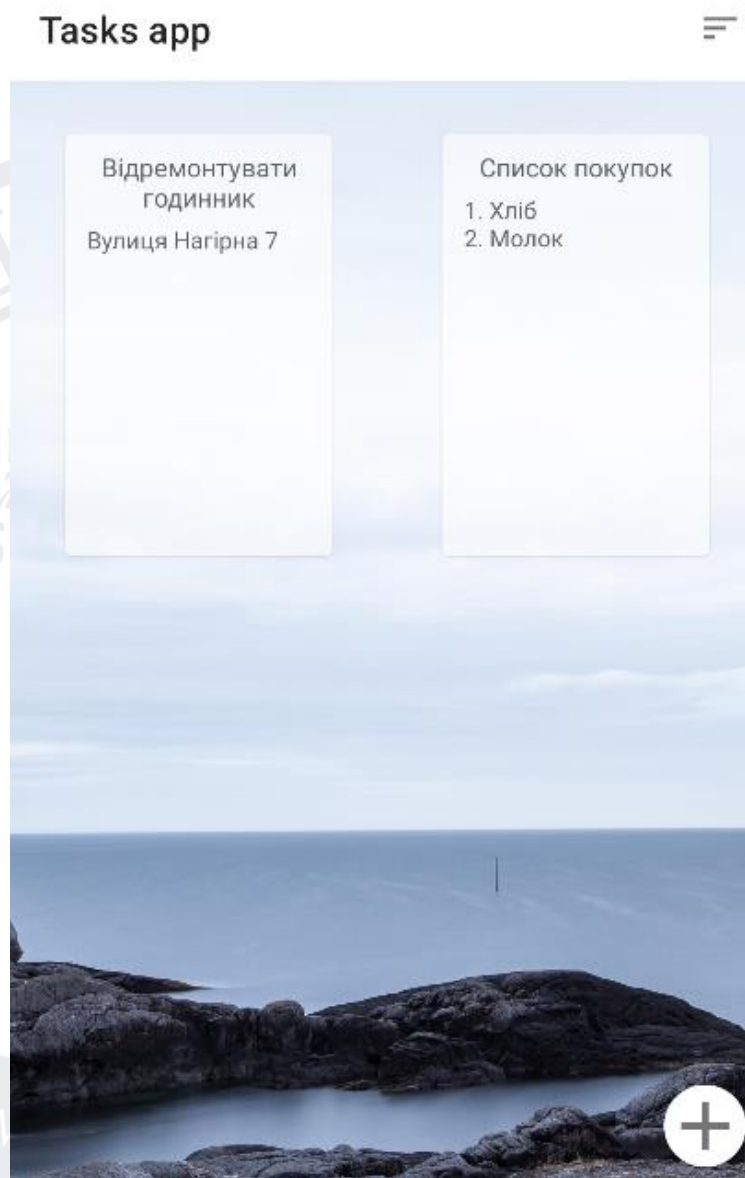 Tasks app
Відремонтувати
годинник
Вулиця Нагірна 7
Список покупок
1. Хліб
2. Молок